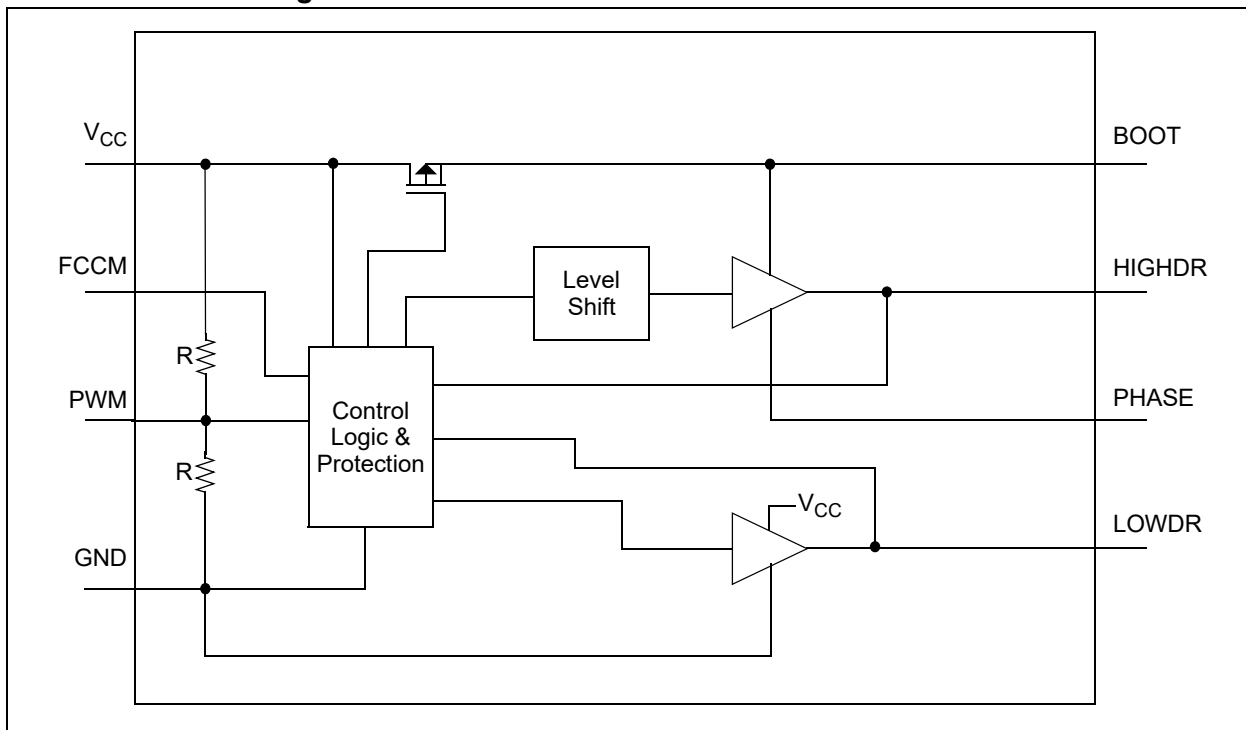 V_CC
BOOT
FCCM
Level
Shift
HIGHDR
R
PWM
Control
Logic &
Protection
PHASE
R
V_CC
LOWDR
GND